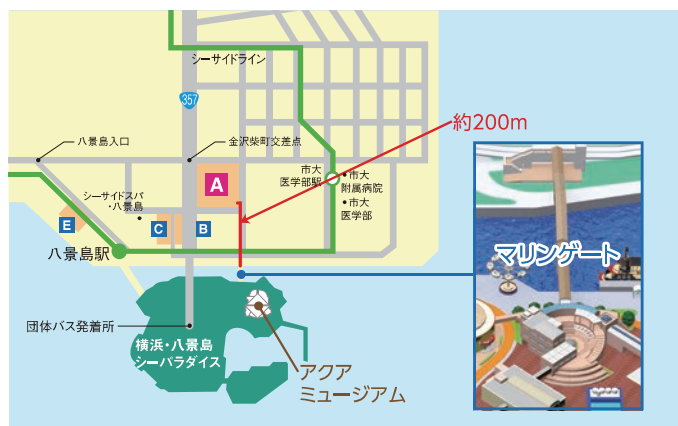 シーサイドライン
357
約200m
八景島入口
金沢柴町交差点
市大
医学部駅
市大
附属病院
市大
医学部
A
シーサイドスパ
・八景島
E
C
B
八景島駅
マリンゲート
団体バス発着所
横浜・八景島
シーパラダイス
アクア
ミュージアム